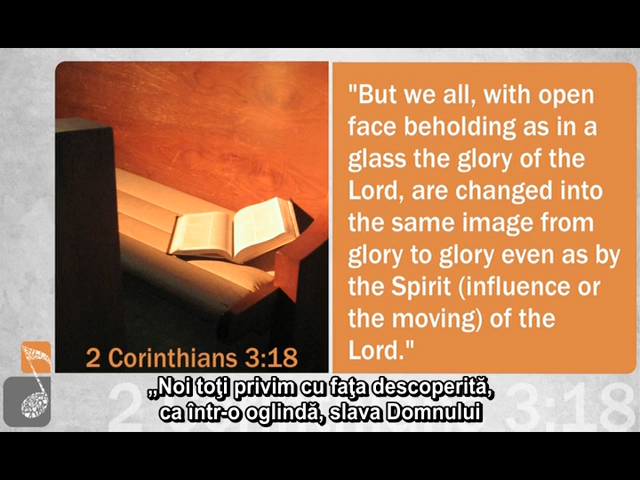 "But we all, with open
face beholding as in a
glass the glory of the
Lord, are changed into
the same image from
glory to glory even as by
the Spirit (influence or
the moving) of the
Lord."
2 Corinthians 3:18
„Noi toţi privim cu faţa descoperită,
ca într-o oglindă, slava Domnului
3.18